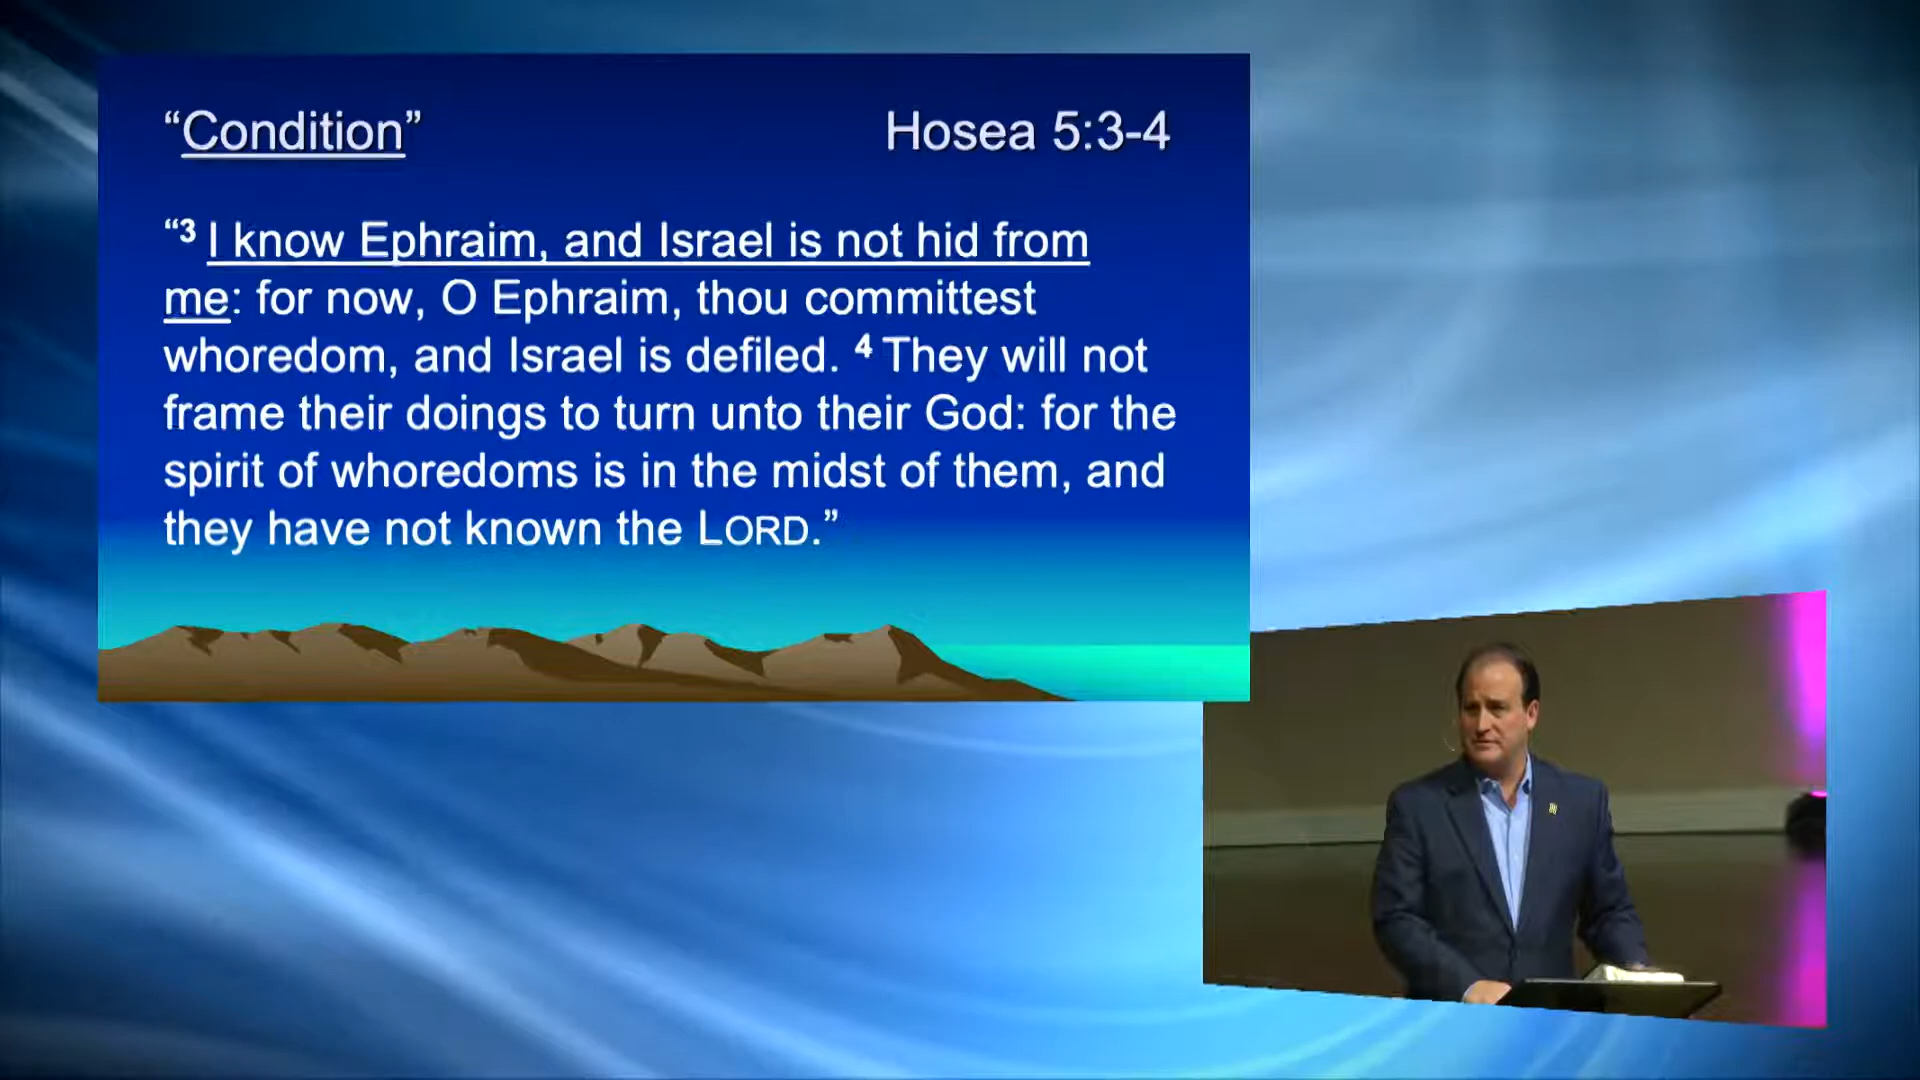 “Condition” Hosea 5:3-4
“3 I know Ephraim, and Israel is not hid from
me: for now, O Ephraim, thou committest
whoredom, and Israel is defiled. 4 They will not
frame their doings to turn unto their God: for the
spirit of whoredoms is in the midst of them, and
they have not known the LORD.”